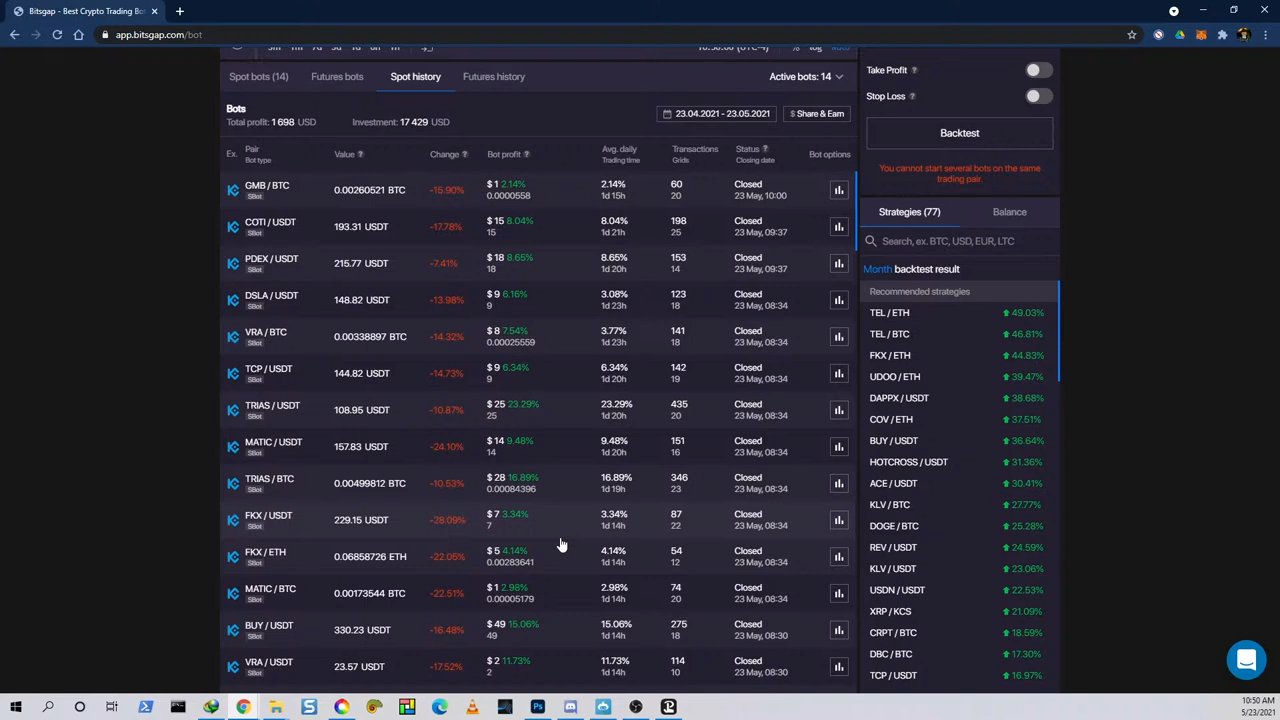 Bitsgap - Best Crypto Trading Bot
app.bitsgap.com/bot
log
auto
Spot bots (14)
Futures bots
Spot history
Futures history
Active bots: 14
Bots
Total profit: 1 698 USD
Investment: 17 429 USD
23.04.2021 - 23.05.2021
$ Share & Earn
Ex.
Pair
Bot type
Value ?
Change ?
Bot profit ?
Avg. daily
Trading time
Transactions
Grids
Status ?
Closing date
Bot options
GMB / BTC
SBot
0.00260521 BTC
-15.90%
$ 1 2.14%
0.0000558
2.14%
1d 15h
60
20
Closed
23 May, 10:00
COTI / USDT
SBot
193.31 USDT
-17.78%
$ 15 8.04%
15
8.04%
1d 21h
198
25
Closed
23 May, 09:37
PDEX / USDT
SBot
215.77 USDT
-7.41%
$ 18 8.65%
18
8.65%
1d 20h
153
14
Closed
23 May, 09:37
DSLA / USDT
SBot
148.82 USDT
-13.98%
$ 9 6.16%
9
3.08%
1d 23h
123
18
Closed
23 May, 08:34
VRA / BTC
SBot
0.00338897 BTC
-14.32%
$ 8 7.54%
0.00025559
3.77%
1d 23h
141
18
Closed
23 May, 08:34
TCP / USDT
SBot
144.82 USDT
-14.73%
$ 9 6.34%
9
6.34%
1d 20h
142
19
Closed
23 May, 08:34
TRIAS / USDT
SBot
108.95 USDT
-10.87%
$ 25 23.29%
25
23.29%
1d 20h
435
20
Closed
23 May, 08:34
MATIC / USDT
SBot
157.83 USDT
-24.10%
$ 14 9.48%
14
9.48%
1d 20h
151
16
Closed
23 May, 08:34
TRIAS / BTC
SBot
0.00499812 BTC
-10.53%
$ 28 16.89%
0.00084396
16.89%
1d 19h
346
23
Closed
23 May, 08:34
FKX / USDT
SBot
229.15 USDT
-28.09%
$ 7 3.34%
7
3.34%
1d 14h
87
22
Closed
23 May, 08:34
FKX / ETH
SBot
0.06858726 ETH
-22.05%
$ 5 4.14%
0.00283641
4.14%
1d 14h
54
12
Closed
23 May, 08:34
MATIC / BTC
SBot
0.00173544 BTC
-22.51%
$ 1 2.98%
0.00005179
2.98%
1d 14h
74
20
Closed
23 May, 08:34
BUY / USDT
SBot
330.23 USDT
-16.48%
$ 49 15.06%
49
15.06%
1d 14h
275
18
Closed
23 May, 08:30
VRA / USDT
SBot
23.57 USDT
-17.52%
$ 2 11.73%
2
11.73%
1d 14h
114
10
Closed
23 May, 08:30
Take Profit ?
Stop Loss ?
Backtest
You cannot start several bots on the same
trading pair.
Strategies (77)
Balance
Search, ex. BTC, USD, EUR, LTC
Month backtest result
Recommended strategies
TEL / ETH 49.03%
TEL / BTC 46.81%
FKX / ETH 44.83%
UDOO / ETH 39.47%
DAPPX / USDT 38.68%
COV / ETH 37.51%
BUY / USDT 36.64%
HOTCROSS / USDT 31.36%
ACE / USDT 30.41%
KLV / BTC 27.77%
DOGE / BTC 25.28%
REV / USDT 24.59%
KLV / USDT 23.06%
USDN / USDT 22.53%
XRP / KCS 21.09%
CRPT / BTC 18.59%
DBC / BTC 17.30%
TCP / USDT 16.97%
10:50 AM
5/23/2021